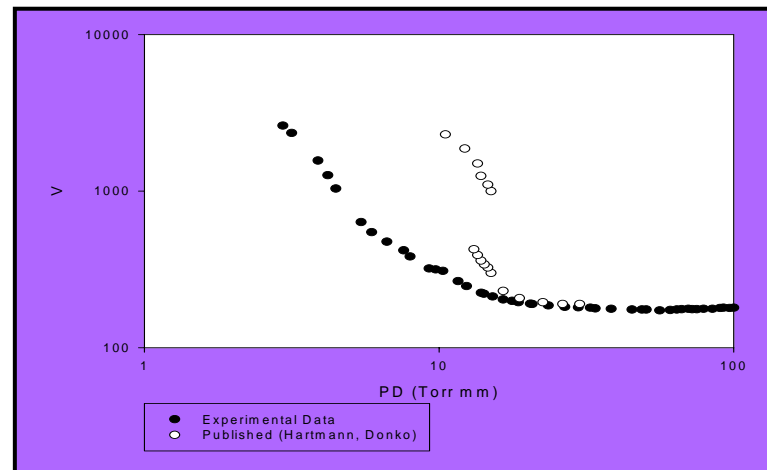 10000
1000
100
V
1
10
100
PD (Torr mm)
Experimental Data
Published (Hartmann, Donko)